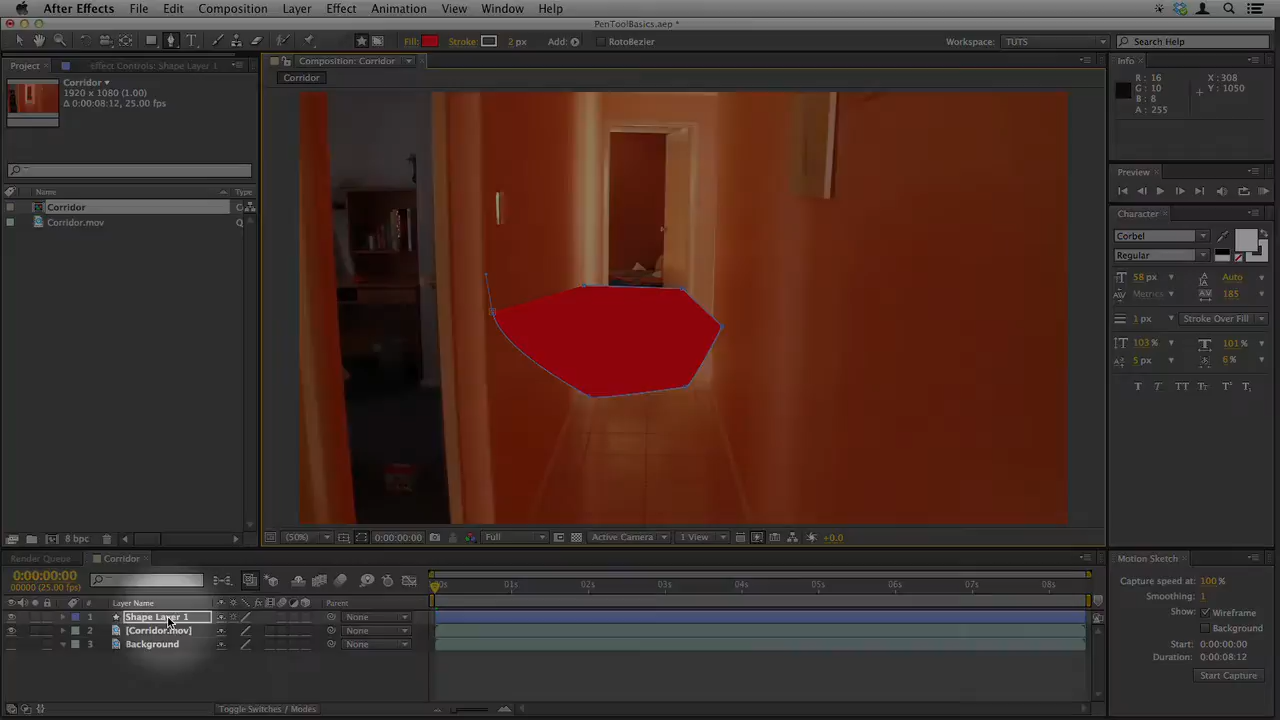 After Effects File Edit Composition Layer Effect Animation View Window Help
PenToolBasics.aep *
Fill: Stroke: 2 px Add: RotoBezier Workspace: TUTS Search Help
Project Effect Controls: Shape Layer 1 Composition: Corridor Info
Corridor
1920 x 1080 (1.00)
Δ 0:00:08:12, 25.00 fps
Corridor
R : 16 X : 308
G : 10 Y : 1050
B : 8
A : 255
Preview
Name Type
Corridor
Corridor.mov
Character
Corbel
Regular
58 px Auto
Metrics 185
1 px Stroke Over Fill
103 % 101 %
5 px 6 %
T T TT Tr T' T,
8 bpc (50%) 0:00:00:00 Full Active Camera 1 View +0.0
Render Queue Corridor Motion Sketch
0:00:00:00
00000 (25.00 fps)
01s 02s 03s 04s 05s 06s 07s 08s
# Layer Name fx Parent
1 Shape Layer 1 None
2 [Corridor.mov] None
3 Background None
Capture speed at: 100 %
Smoothing: 1
Show: Wireframe
Background
Start: 0:00:00:00
Duration: 0:00:08:12
Start Capture
Toggle Switches / Modes